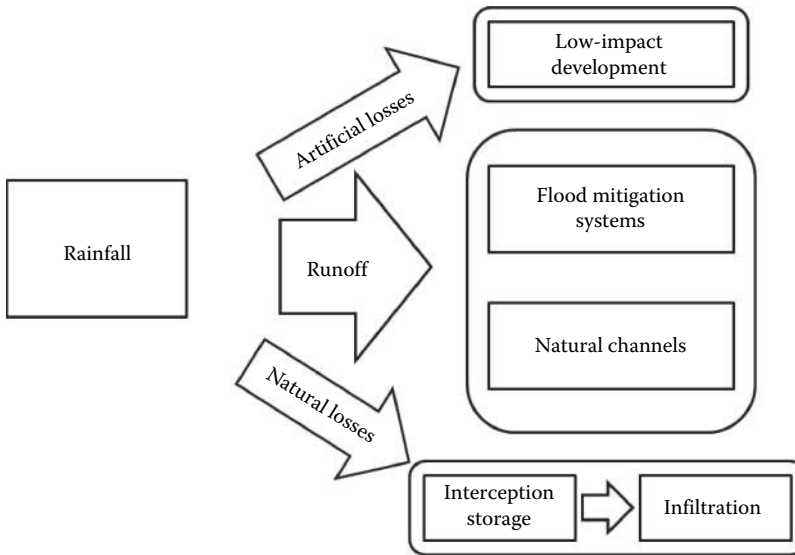 Low-impact
development
Artificial losses
Flood mitigation
systems
Rainfall
Runoff
Natural channels
Natural losses
Interception
storage
Infiltration